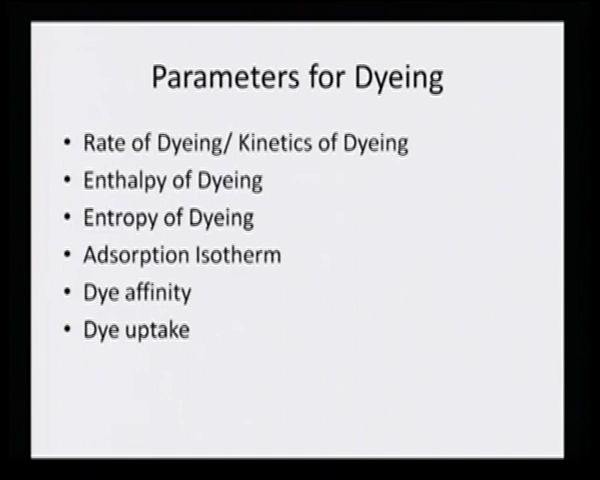 Parameters for Dyeing
• Rate of Dyeing/ Kinetics of Dyeing
• Enthalpy of Dyeing
• Entropy of Dyeing
• Adsorption Isotherm
• Dye affinity
• Dye uptake